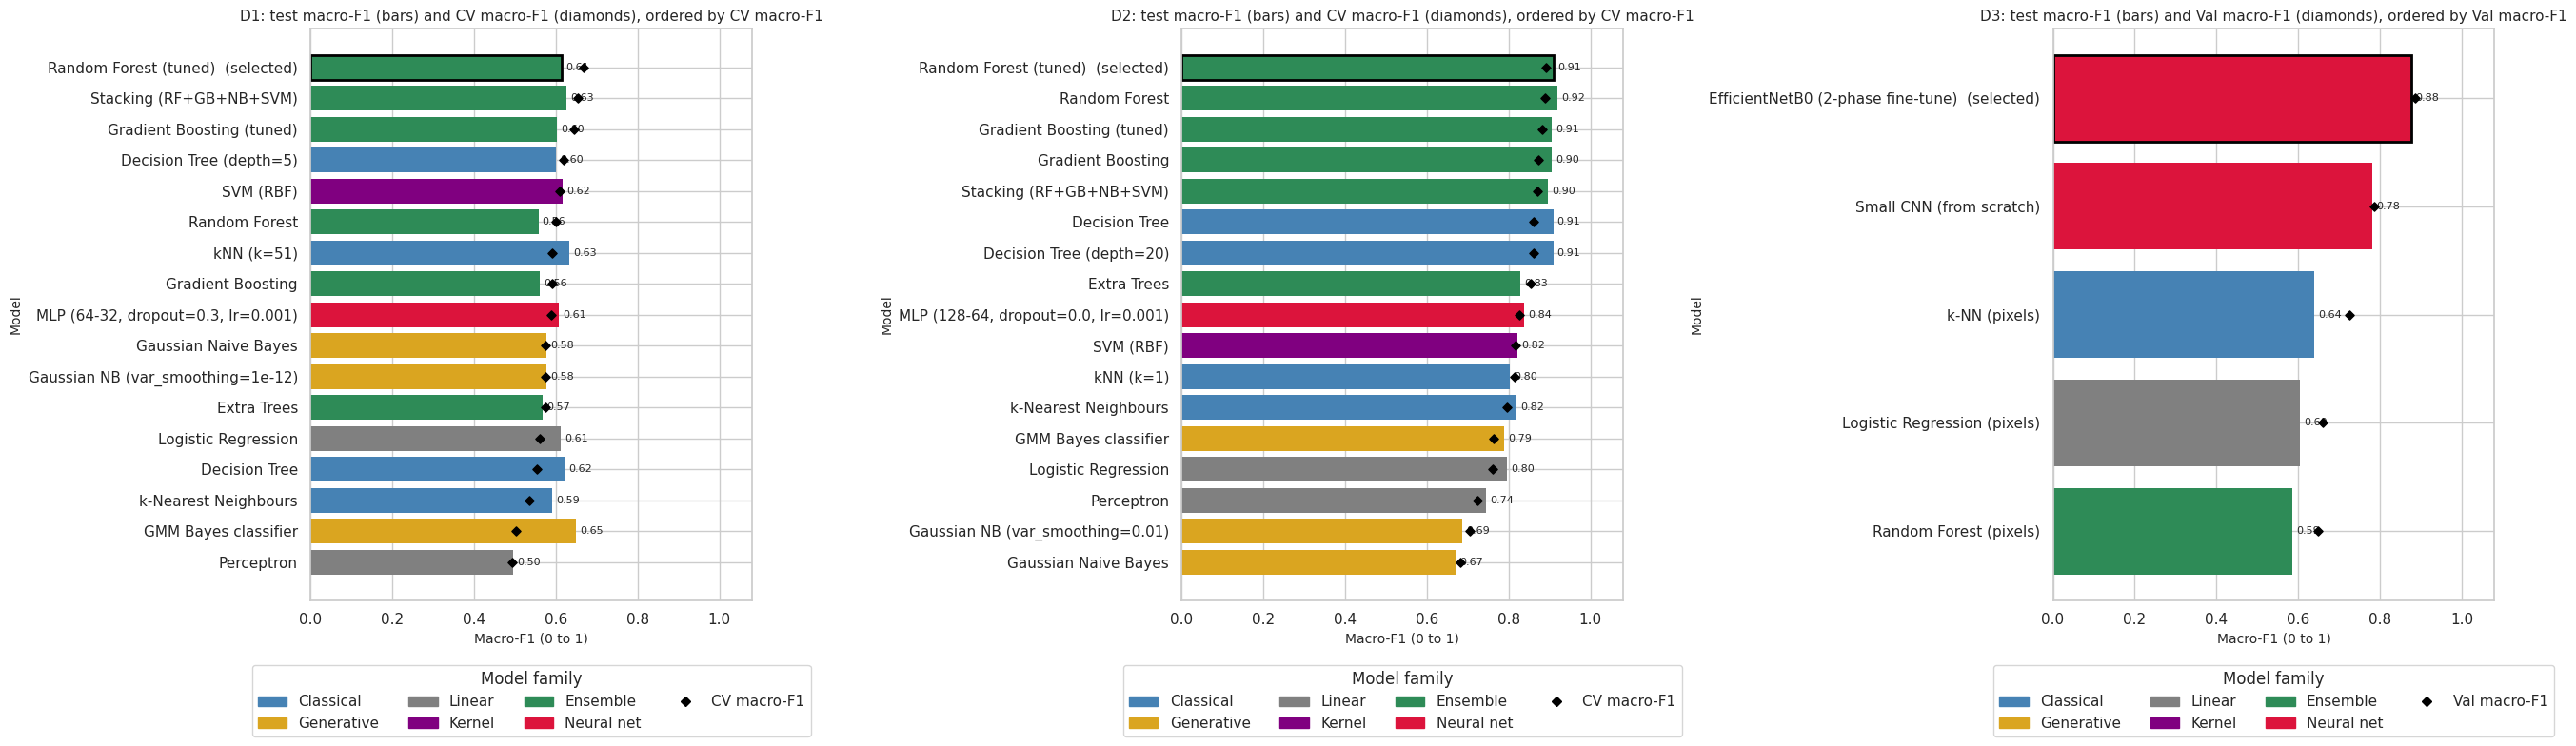 D1: test macro-F1 (bars) and CV macro-F1 (diamonds), ordered by CV macro-F1
Model
Random Forest (tuned) (selected)
Stacking (RF+GB+NB+SVM)
Gradient Boosting (tuned)
Decision Tree (depth=5)
SVM (RBF) 0.62
Random Forest
kNN (k=51) 0.63
Gradient Boosting
MLP (64-32, dropout=0.3, lr=0.001) 0.61
Gaussian Naive Bayes 0.58
Gaussian NB (var_smoothing=1e-12) 0.58
Extra Trees 0.57
Logistic Regression 0.61
Decision Tree 0.62
k-Nearest Neighbours 0.59
GMM Bayes classifier 0.65
Perceptron 0.50
0.0 0.2 0.4 0.6 0.8 1.0
Macro-F1 (0 to 1)
Model family
Classical Linear Ensemble CV macro-F1
Generative Kernel Neural net
D2: test macro-F1 (bars) and CV macro-F1 (diamonds), ordered by CV macro-F1
Model
Random Forest (tuned) (selected) 0.91
Random Forest 0.92
Gradient Boosting (tuned) 0.91
Gradient Boosting 0.90
Stacking (RF+GB+NB+SVM) 0.90
Decision Tree 0.91
Decision Tree (depth=20) 0.91
Extra Trees 0.83
MLP (128-64, dropout=0.0, lr=0.001) 0.84
SVM (RBF) 0.82
kNN (k=1) 0.80
k-Nearest Neighbours 0.82
GMM Bayes classifier 0.79
Logistic Regression 0.80
Perceptron 0.74
Gaussian NB (var_smoothing=0.01)
Gaussian Naive Bayes 0.67
0.0 0.2 0.4 0.6 0.8 1.0
Macro-F1 (0 to 1)
Model family
Classical Linear Ensemble CV macro-F1
Generative Kernel Neural net
D3: test macro-F1 (bars) and Val macro-F1 (diamonds), ordered by Val macro-F1
Model
EfficientNetB0 (2-phase fine-tune) (selected) 0.88
Small CNN (from scratch) 0.78
k-NN (pixels) 0.64
Logistic Regression (pixels)
Random Forest (pixels)
0.0 0.2 0.4 0.6 0.8 1.0
Macro-F1 (0 to 1)
Model family
Classical Linear Ensemble Val macro-F1
Generative Kernel Neural net